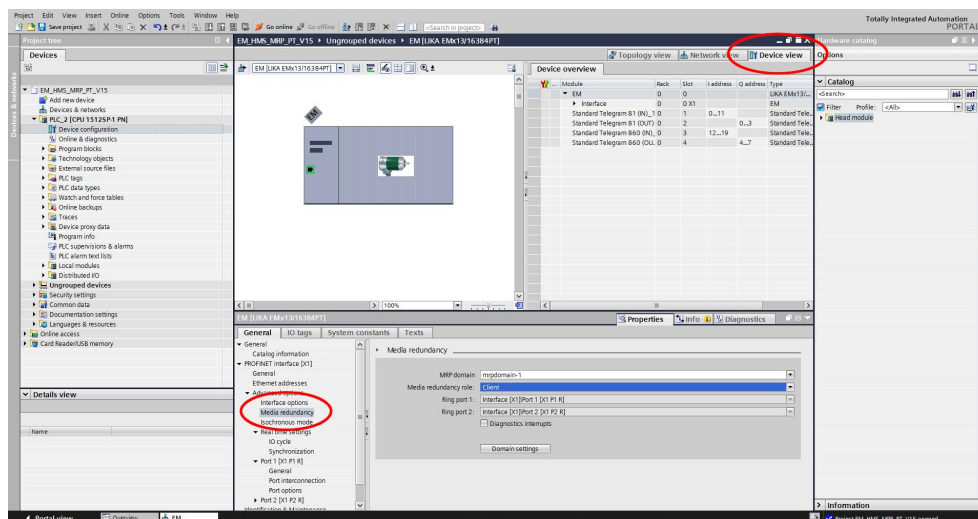 Project Edit View Insert Online Options Tools Window Help
Totally Integrated Automation
PORTAL
Save project
Go online
Go offline
<Search in project>
Project tree
EM_HMS_MRP_PT_V15 Ungrouped devices EM [LIKA EMx13/16384PT]
Hardware catalog
Devices
Topology view
Network view
Device view
Options
EM [LIKA EMx13/16384PT]
Device overview
Catalog
Module Rack Slot I address Q address Type
<Search>
EM 0 0 LIKA EMx13/...
Filter Profile: <All>
Interface 0 0 X1 EM
Head module
Standard Telegram 81 (IN)_1 0 1 0...11 Standard Tele..
Standard Telegram 81 (OUT) 0 2 0...3 Standard Tele..
Standard Telegram 860 (IN)_ 0 3 12...19 Standard Tele..
Standard Telegram 860 (OU.. 0 4 4...7 Standard Tele..
EM
EM_HMS_MRP_PT_V15
Add new device
Devices & networks
PLC_2 [CPU 1512SP-1 PN]
Device configuration
Online & diagnostics
Program blocks
Technology objects
External source files
PLC tags
PLC data types
Watch and force tables
Online backups
Traces
Device proxy data
Program info
PLC supervisions & alarms
PLC alarm text lists
Local modules
Distributed I/O
Ungrouped devices
Security settings
Common data
Documentation settings
Languages & resources
Online access
Card Reader/USB memory
Devices & networks
100%
EM [LIKA EMx13/16384PT]
Properties
Info
Diagnostics
General
IO tags
System constants
Texts
General
Catalog information
PROFINET interface [X1]
General
Ethernet addresses
Advanced options
Interface options
Media redundancy
Isochronous mode
Real time settings
IO cycle
Synchronization
Port 1 [X1 P1 R]
General
Port interconnection
Port options
Port 2 [X1 P2 R]
Identification & Maintenance
Media redundancy
MRP domain mrpdomain-1
Media redundancy role: Client
Ring port 1: Interface [X1]\Port 1 [X1 P1 R]
Ring port 2: Interface [X1]\Port 2 [X1 P2 R]
Diagnostics interrupts
Domain settings
Details view
Name
Information
Portal view
Overview
EM
Project EM_HMS_MRP_PT_V15 opened.